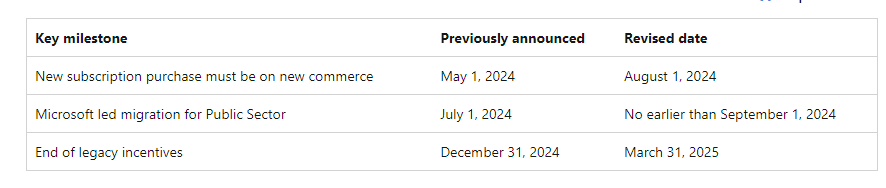 Key milestone Previously announced Revised date
New subscription purchase must be on new commerce May 1, 2024 August 1, 2024
Microsoft led migration for Public Sector July 1, 2024 No earlier than September 1, 2024
End of legacy incentives December 31, 2024 March 31, 2025